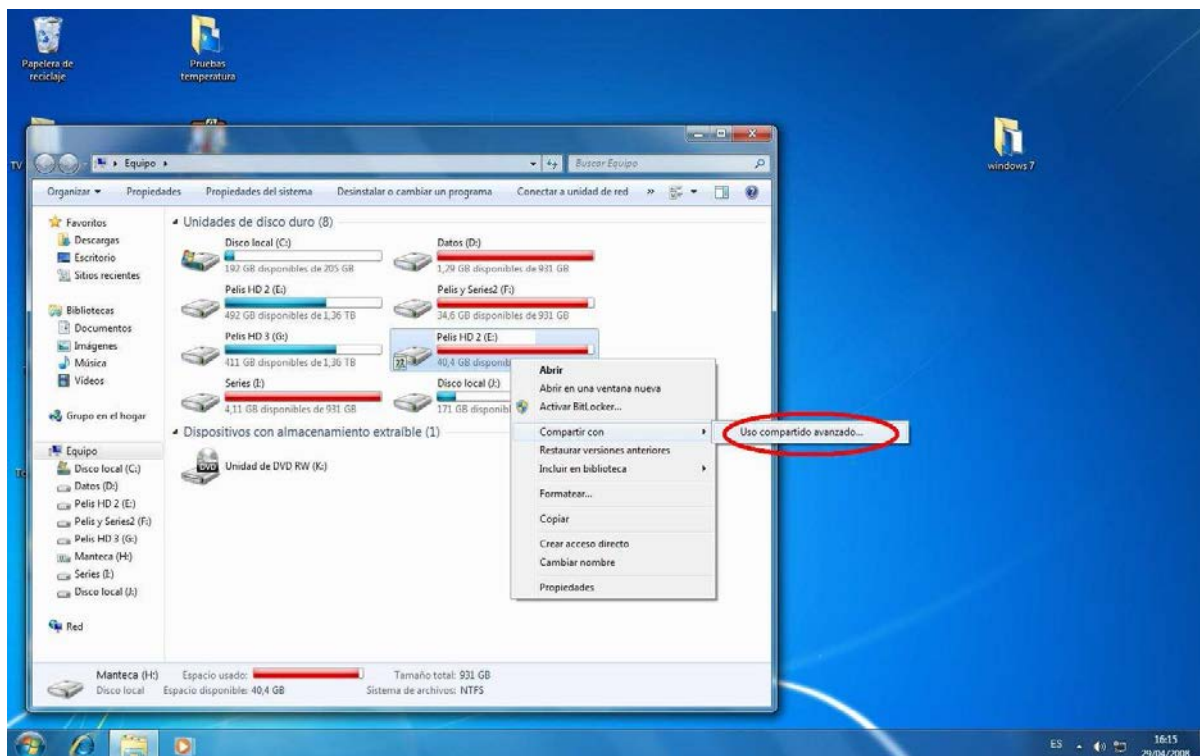 Papelera de
reciclaje
Pruebas
temperatura
windows 7
TV
Equipo
Buscar Equipo
Organizar
Propiedades
Propiedades del sistema
Desinstalar o cambiar un programa
Conectar a unidad de red
»
Favoritos
Descargas
Escritorio
Sitios recientes
Bibliotecas
Documentos
Imágenes
Música
Vídeos
Grupo en el hogar
Equipo
Disco local (C:)
Datos (D:)
Pelis HD 2 (E:)
Pelis y Series2 (F:)
Pelis HD 3 (G:)
Manteca (H:)
Series (I:)
Disco local (J:)
Red
Unidades de disco duro (8)
Disco local (C:)
192 GB disponibles de 205 GB
Datos (D:)
1,29 GB disponibles de 931 GB
Pelis HD 2 (E:)
492 GB disponibles de 1,36 TB
Pelis y Series2 (F:)
34,6 GB disponibles de 931 GB
Pelis HD 3 (G:)
411 GB disponibles de 1,36 TB
Pelis HD 2 (E:)
40,4 GB
Series (I:)
4,11 GB disponibles de 931 GB
Disco local (J:)
171 GB
Dispositivos con almacenamiento extraíble (1)
DVD
Unidad de DVD RW (K:)
Abrir
Abrir en una ventana nueva
Activar BitLocker...
Compartir con
Uso compartido avanzado...
Restaurar versiones anteriores
Incluir en biblioteca
Formatear...
Copiar
Crear acceso directo
Cambiar nombre
Propiedades
Manteca (H:)
Espacio usado:
Tamaño total: 931 GB
Disco local
Espacio disponible: 40,4 GB
Sistema de archivos: NTFS
ES
16:15
29/04/2008